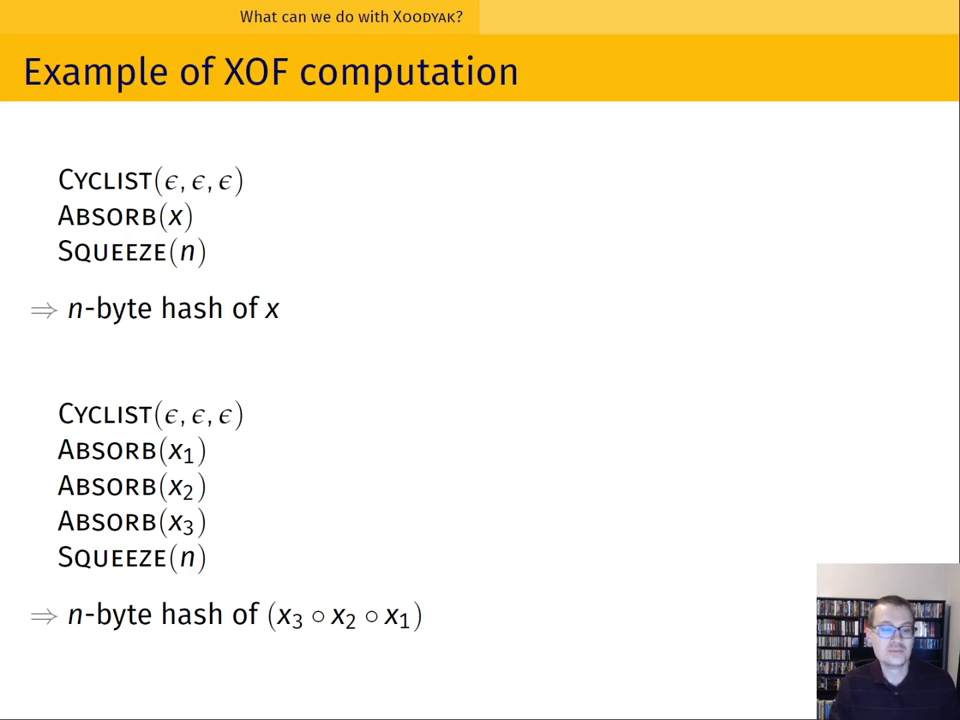 What can we do with Xoodyak?
Example of XOF computation
Cyclist(ϵ, ϵ, ϵ)
Absorb(x)
Squeeze(n)
⇒ n-byte hash of x
Cyclist(ϵ, ϵ, ϵ)
Absorb(x₁)
Absorb(x₂)
Absorb(x₃)
Squeeze(n)
⇒ n-byte hash of (x₃ ∘ x₂ ∘ x₁)